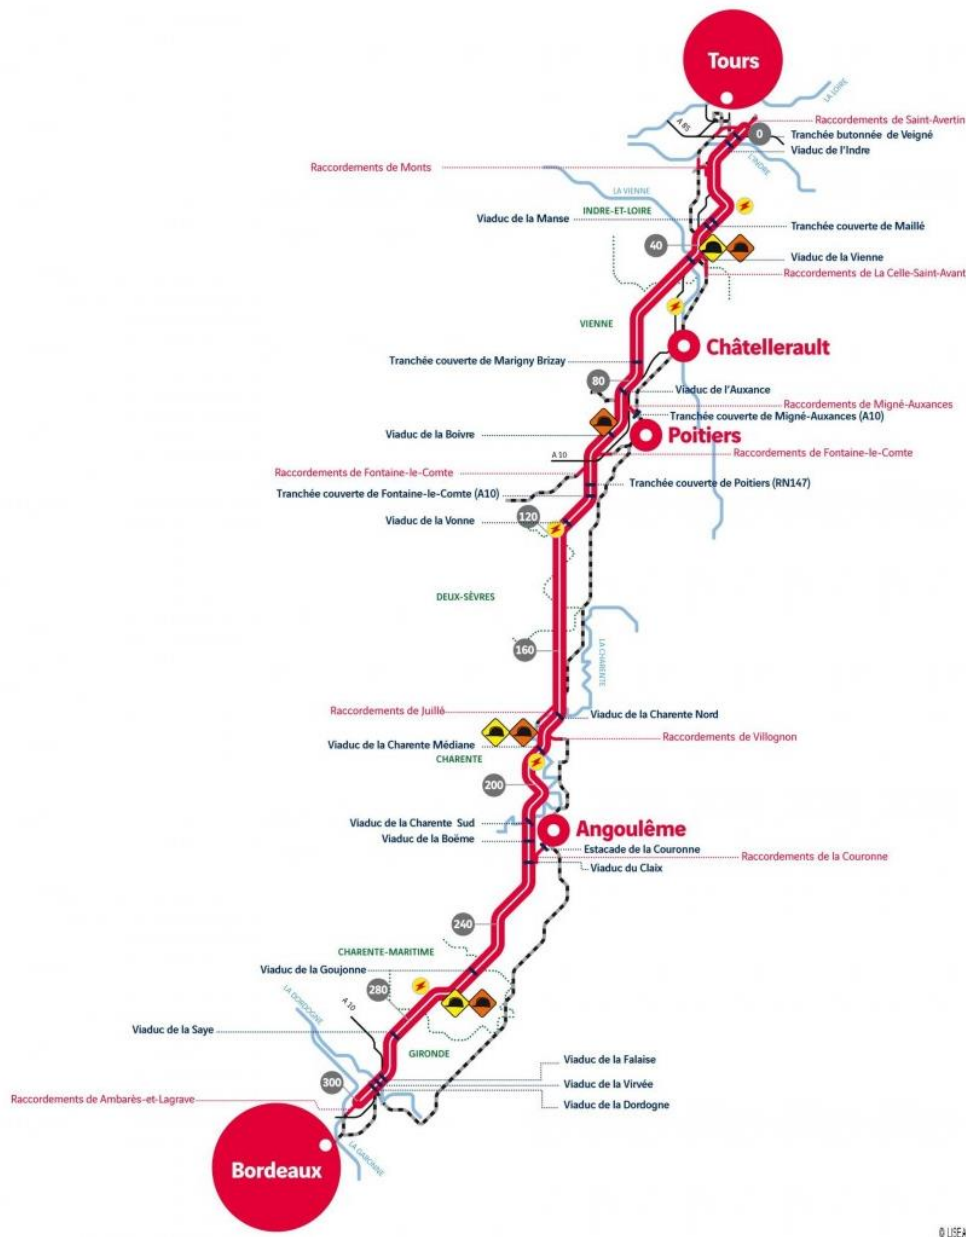 Tours
LA LOIRE
Raccordements de Saint-Avertin
A 85
0
Tranchée butonnée de Veigné
Viaduc de l'Indre
L'INDRE
Raccordements de Monts
LA VIENNE
INDRE-ET-LOIRE
Viaduc de la Manse
Tranchée couverte de Maillé
40
Viaduc de la Vienne
Raccordements de La Celle-Saint-Avant
VIENNE
Châtellerault
Tranchée couverte de Marigny Brizay
80
Viaduc de l'Auxance
Raccordements de Migné-Auxances
Tranchée couverte de Migné-Auxances (A10)
Viaduc de la Boivre
Poitiers
A 10
Raccordements de Fontaine-le-Comte
Raccordements de Fontaine-le-Comte
Tranchée couverte de Poitiers (RN147)
Tranchée couverte de Fontaine-le-Comte (A10)
120
Viaduc de la Vonne
DEUX-SÈVRES
160
LA CHARENTE
Raccordements de Juillé
Viaduc de la Charente Nord
Raccordements de Villognon
Viaduc de la Charente Médiane
CHARENTE
200
Viaduc de la Charente Sud
Angoulême
Viaduc de la Boëme
Estacade de la Couronne
Raccordements de la Couronne
Viaduc du Claix
240
CHARENTE-MARITIME
Viaduc de la Goujonne
280
LA DORDOGNE
A 10
Viaduc de la Saye
GIRONDE
Viaduc de la Falaise
300
Viaduc de la Virvée
Raccordements de Ambarès-et-Lagrave
Viaduc de la Dordogne
LA GARONNE
Bordeaux
© LISEA